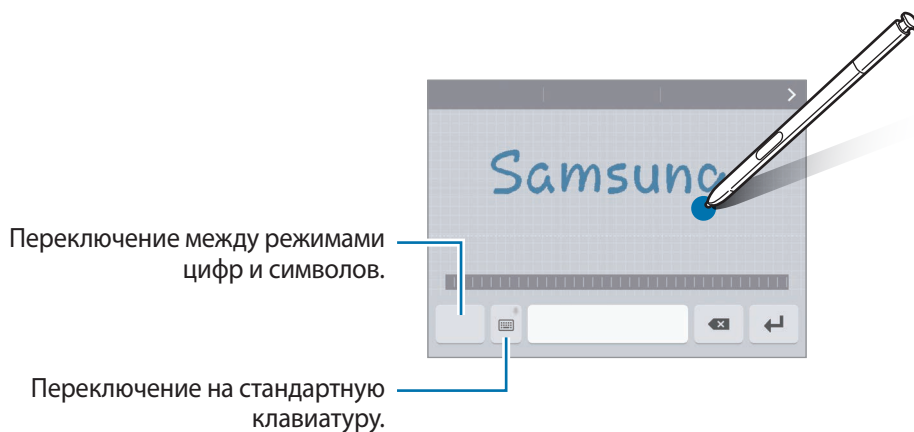 Samsung
Переключение между режимами
цифр и символов.
Переключение на стандартную
клавиатуру.